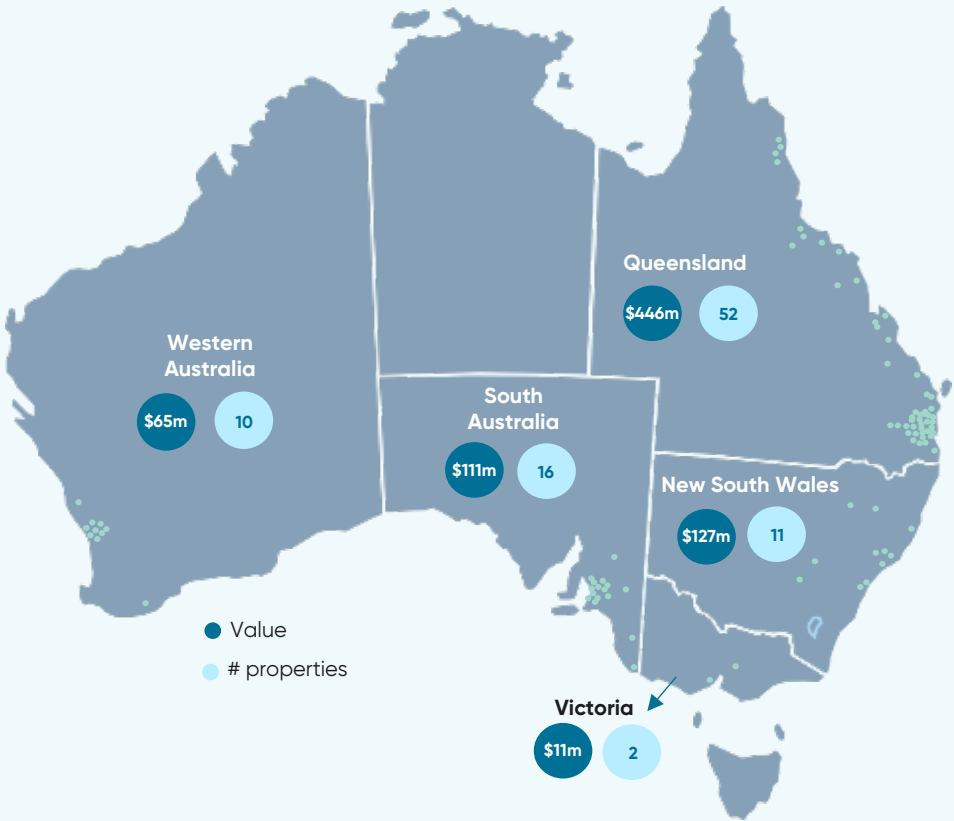 Queensland
$446m 52
Western
Australia
$65m 10
South
Australia
$111m 16
New South Wales
$127m 11
Value
# properties
Victoria
$11m 2